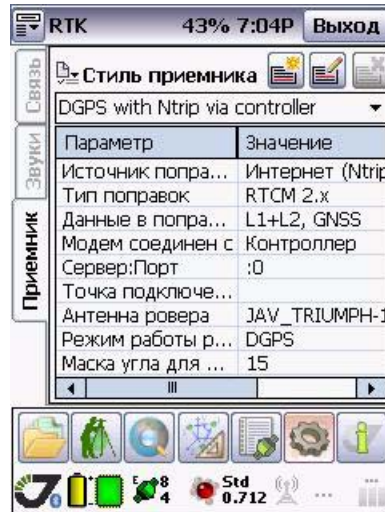 RTK 43% 7:04P Выход
Связь
Звуки
Приемник
Стиль приемника
DGPS with Ntrip via controller
Параметр Значение
Источник попра... Интернет (Ntrip
Тип поправок RTCM 2.x
Данные в попра... L1+L2, GNSS
Модем соединен с Контроллер
Сервер:Порт :0
Точка подключе...
Антенна ровера JAV_TRIUMPH-1
Режим работы р... DGPS
Маска угла для ... 15
0 8 4 Std 0.712 ...